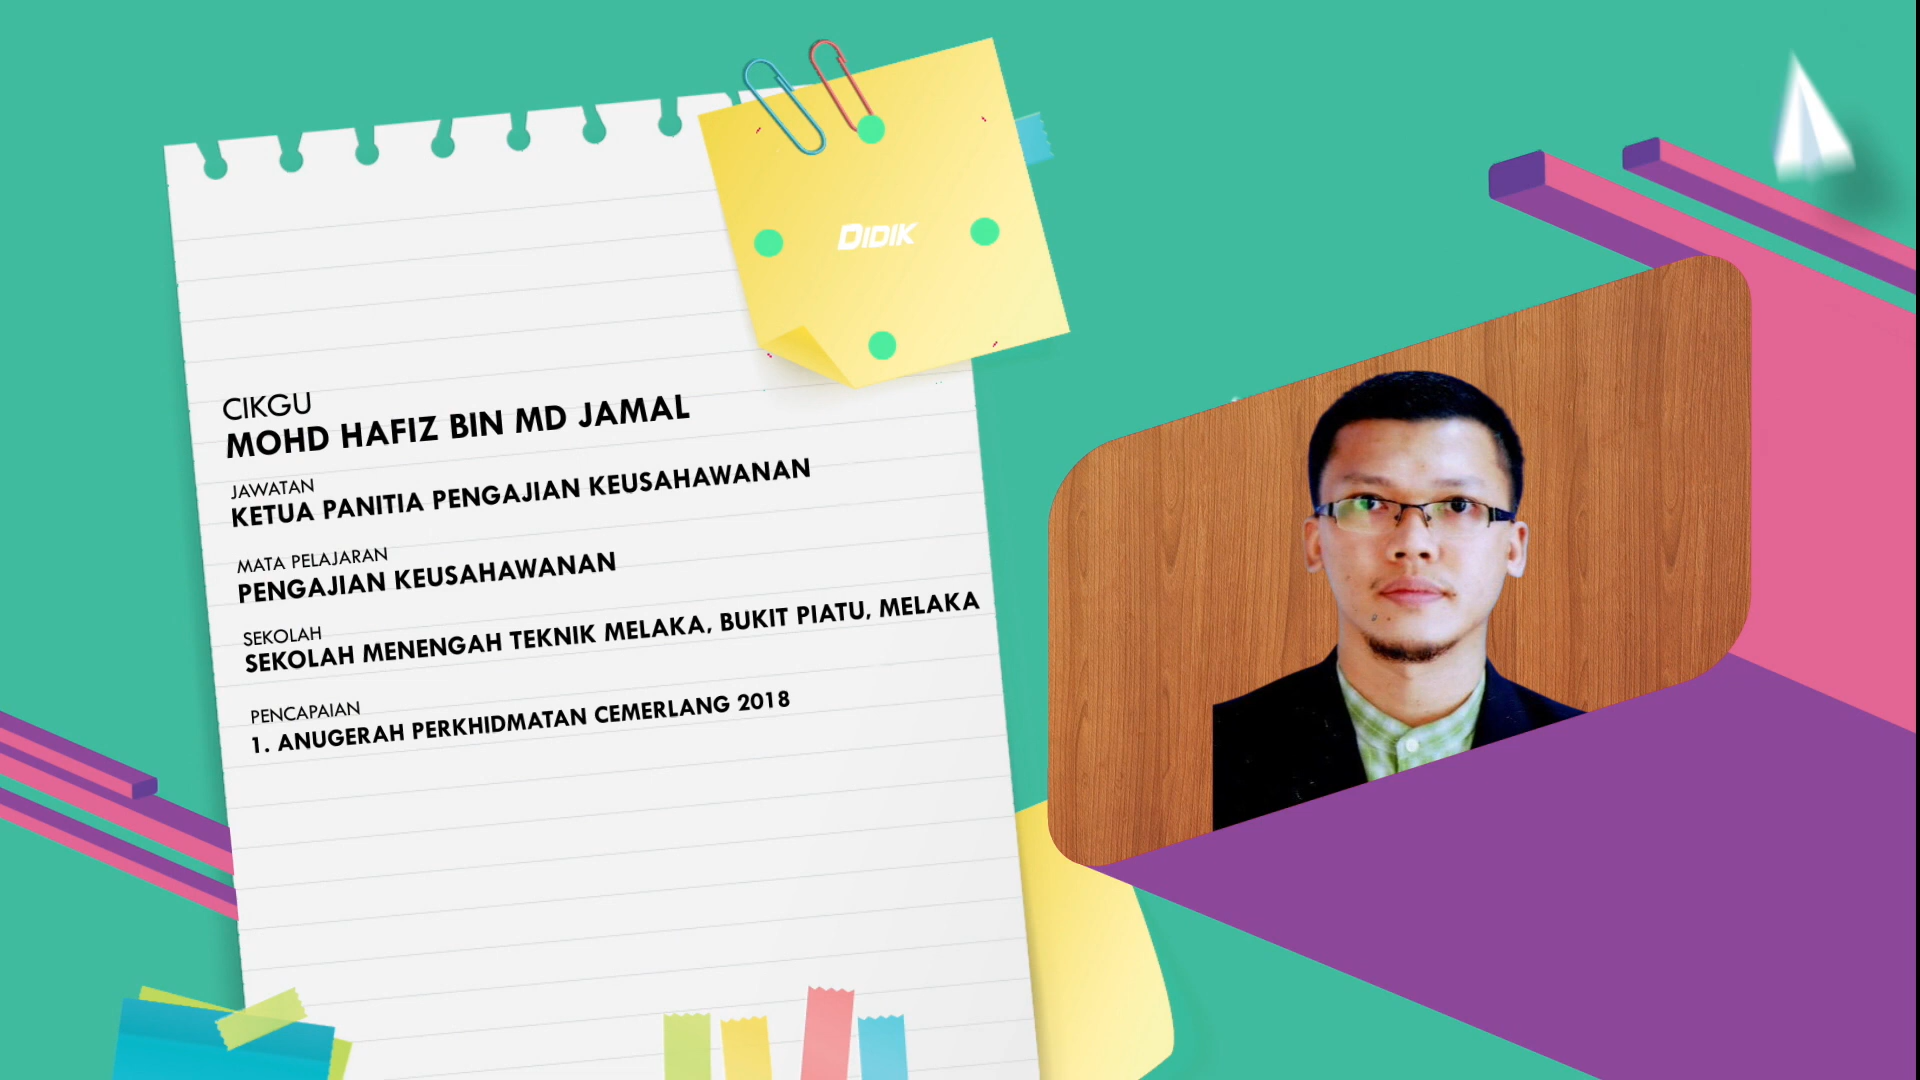 DIDIK
CIKGU
MOHD HAFIZ BIN MD JAMAL
JAWATAN
KETUA PANITIA PENGAJIAN KEUSAHAWANAN
MATA PELAJARAN
PENGAJIAN KEUSAHAWANAN
SEKOLAH
SEKOLAH MENENGAH TEKNIK MELAKA, BUKIT PIATU, MELAKA
PENCAPAIAN
1. ANUGERAH PERKHIDMATAN CEMERLANG 2018